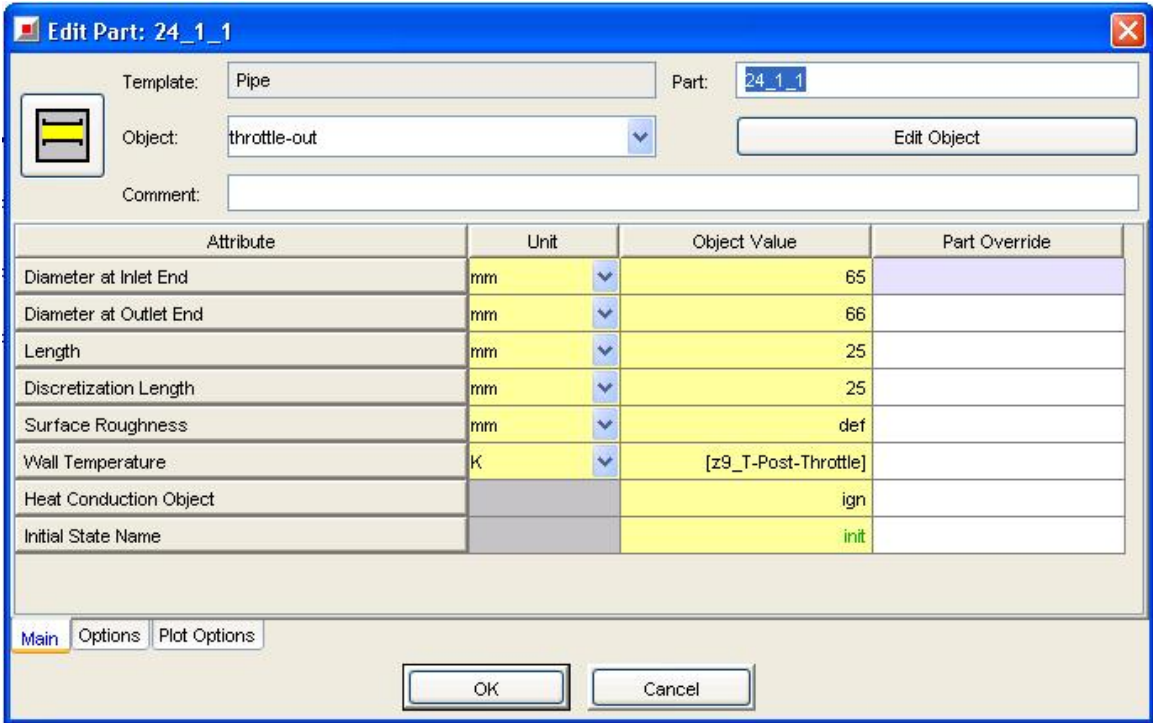 Edit Part: 24_1_1
Template: Pipe Part: 24_1_1
Object: throttle-out Edit Object
Comment:
Attribute Unit Object Value Part Override
Diameter at Inlet End mm 65
Diameter at Outlet End mm 66
Length mm 25
Discretization Length mm 25
Surface Roughness mm def
Wall Temperature K [z9_T-Post-Throttle]
Heat Conduction Object ign
Initial State Name init
Main Options Plot Options
OK Cancel